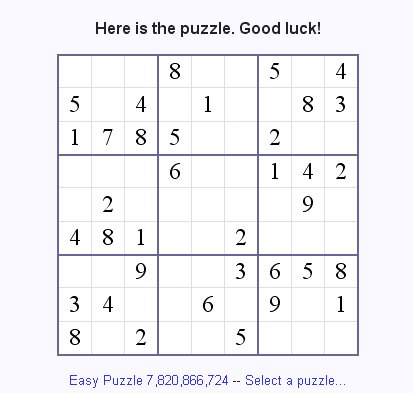 Here is the puzzle. Good luck!
8 5 4
5 4 1 8 3
1 7 8 5 2
6 1 4 2
2 9
4 8 1 2
9 3 6 5 8
3 4 6 9 1
8 2 5
Easy Puzzle 7,820,866,724 -- Select a puzzle...